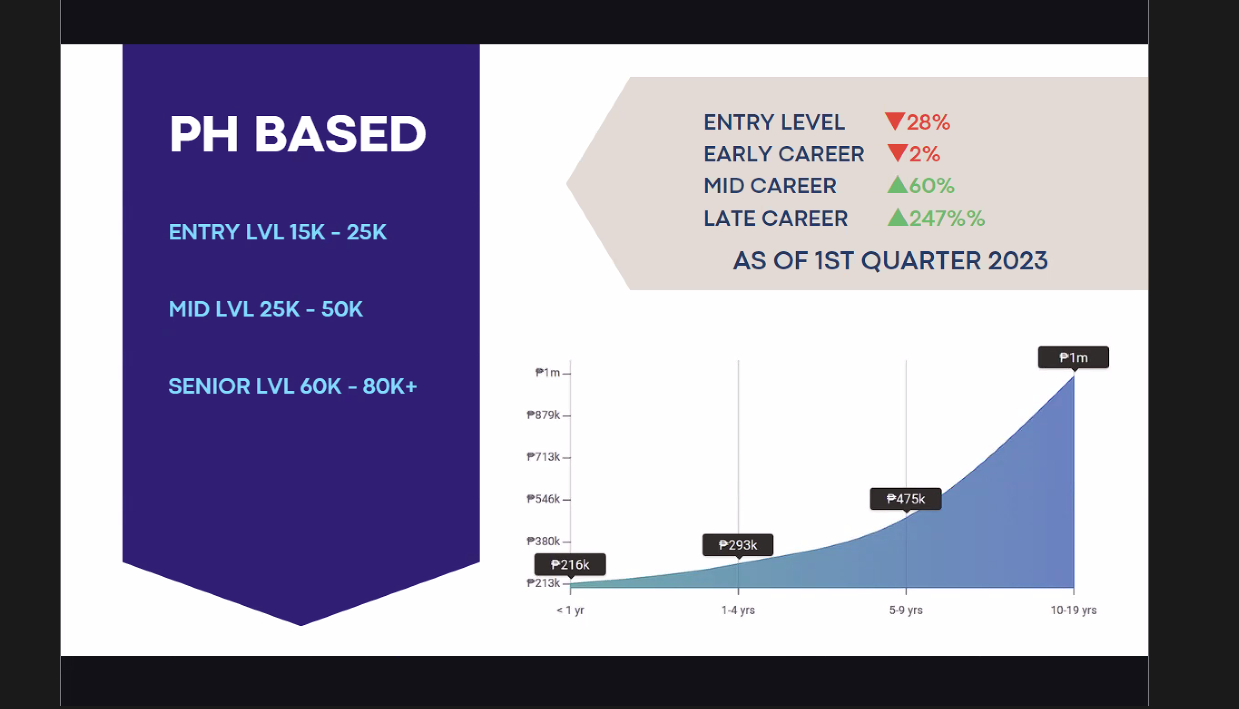 PH BASED
ENTRY LVL 15K - 25K
MID LVL 25K - 50K
SENIOR LVL 60K - 80K+
ENTRY LEVEL ▼28%
EARLY CAREER ▼2%
MID CAREER ▲60%
LATE CAREER ▲247%%
AS OF 1ST QUARTER 2023
₱1m
₱879k
₱713k
₱546k
₱380k
₱213k
₱216k
₱293k
₱475k
₱1m
< 1 yr
1-4 yrs
5-9 yrs
10-19 yrs